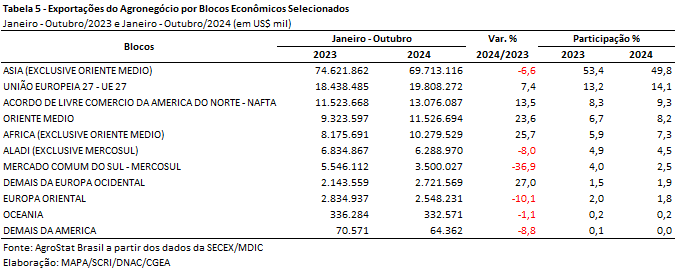 Tabela 5 - Exportações do Agronegócio por Blocos Econômicos Selecionados
Janeiro - Outubro/2023 e Janeiro - Outubro/2024 (em US$ mil)
Blocos Janeiro - Outubro Var. % Participação %
2023 2024 2024/2023 2023 2024
ASIA (EXCLUSIVE ORIENTE MEDIO) 74.621.862 69.713.116 -6,6 53,4 49,8
UNIÃO EUROPEIA 27 - UE 27 18.438.485 19.808.272 7,4 13,2 14,1
ACORDO DE LIVRE COMERCIO DA AMERICA DO NORTE - NAFTA 11.523.668 13.076.087 13,5 8,3 9,3
ORIENTE MEDIO 9.323.597 11.526.694 23,6 6,7 8,2
AFRICA (EXCLUSIVE ORIENTE MEDIO) 8.175.691 10.279.529 25,7 5,9 7,3
ALADI (EXCLUSIVE MERCOSUL) 6.834.867 6.288.970 -8,0 4,9 4,5
MERCADO COMUM DO SUL - MERCOSUL 5.546.112 3.500.027 -36,9 4,0 2,5
DEMAIS DA EUROPA OCIDENTAL 2.143.559 2.721.569 27,0 1,5 1,9
EUROPA ORIENTAL 2.834.937 2.548.231 -10,1 2,0 1,8
OCEANIA 336.284 332.571 -1,1 0,2 0,2
DEMAIS DA AMERICA 70.571 64.362 -8,8 0,1 0,0
Fonte: AgroStat Brasil a partir dos dados da SECEX/MDIC
Elaboração: MAPA/SCRI/DNAC/CGEA